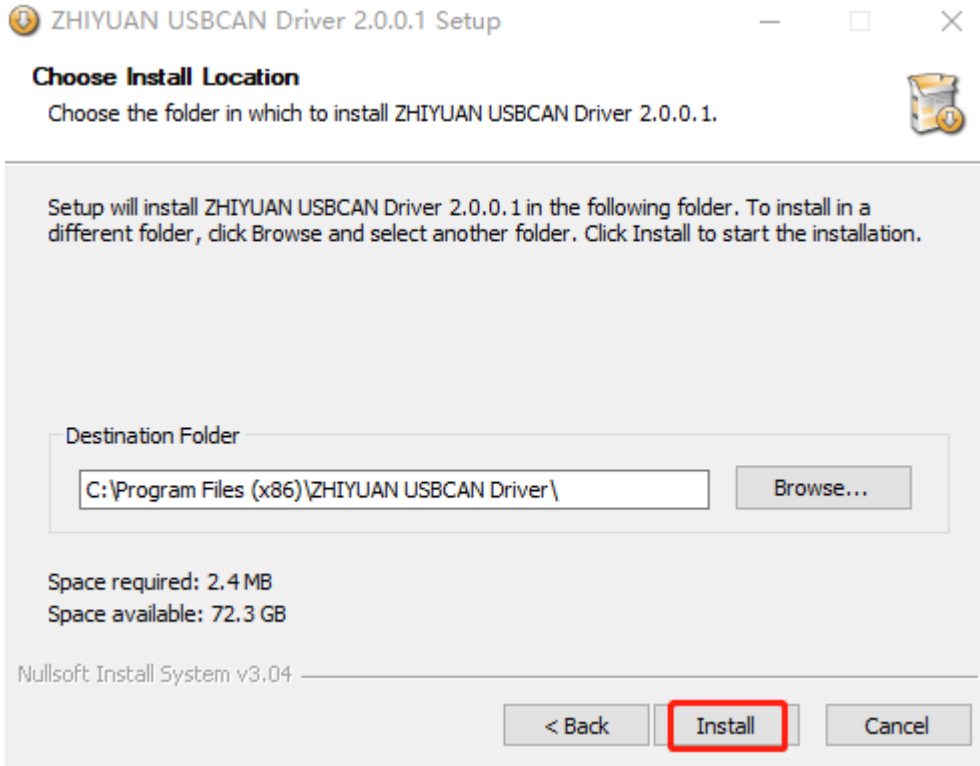 ZHIYUAN USBCAN Driver 2.0.0.1 Setup
Choose Install Location
Choose the folder in which to install ZHIYUAN USBCAN Driver 2.0.0.1.
Setup will install ZHIYUAN USBCAN Driver 2.0.0.1 in the following folder. To install in a
different folder, click Browse and select another folder. Click Install to start the installation.
Destination Folder
C:\Program Files (x86)\ZHIYUAN USBCAN Driver\
Browse...
Space required: 2.4 MB
Space available: 72.3 GB
Nullsoft Install System v3.04
< Back
Install
Cancel